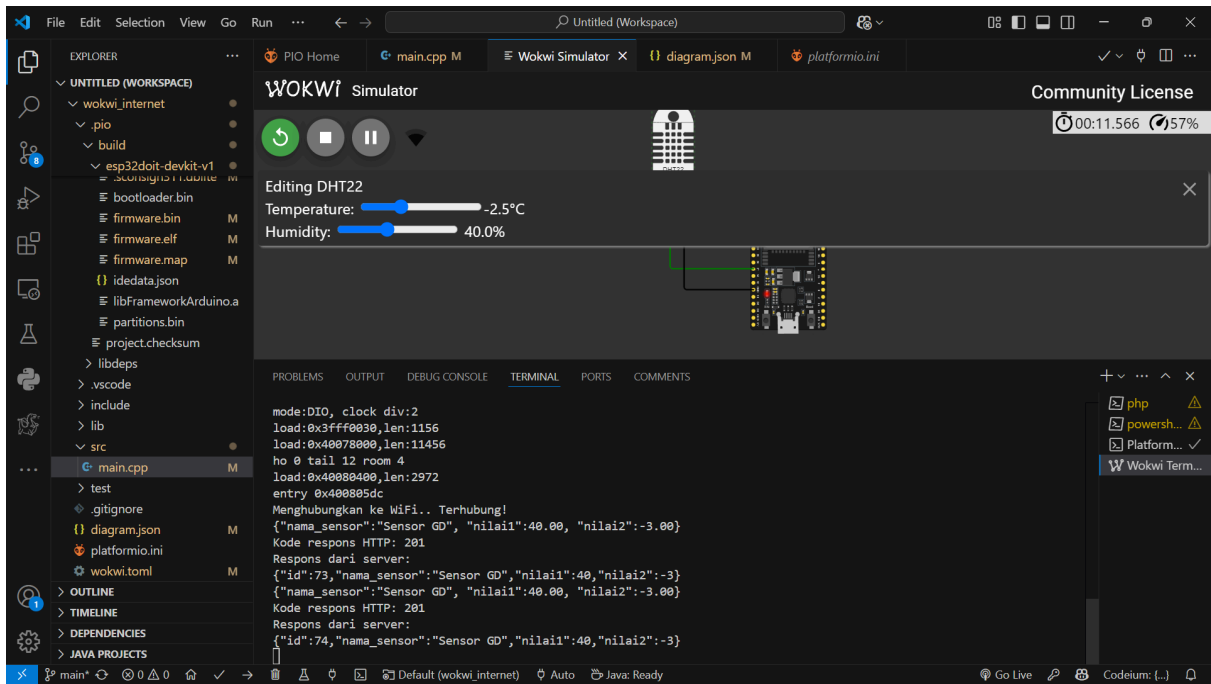 File Edit Selection View Go Run ··· Untitled (Workspace)
EXPLORER ···
PIO Home main.cpp M Wokwi Simulator {} diagram.json M platformio.ini
UNTITLED (WORKSPACE)
wokwi_internet
.pio
build
esp32doit-devkit-v1
.sconsign311.dblite M
bootloader.bin
firmware.bin M
firmware.elf M
firmware.map M
{} idedata.json
libFrameworkArduino.a
partitions.bin
project.checksum
libdeps
.vscode
include
lib
src
main.cpp M
test
.gitignore
{} diagram.json M
platformio.ini
wokwi.toml M
OUTLINE
TIMELINE
DEPENDENCIES
JAVA PROJECTS
8
1
WOKWI Simulator Community License
00:11.566 57%
DHT22
Editing DHT22
Temperature: -2.5°C
Humidity: 40.0%
PROBLEMS OUTPUT DEBUG CONSOLE TERMINAL PORTS COMMENTS
mode:DIO, clock div:2
load:0x3fff0030,len:1156
load:0x40078000,len:11456
ho 0 tail 12 room 4
load:0x40080400,len:2972
entry 0x400805dc
Menghubungkan ke WiFi.. Terhubung!
{"nama_sensor":"Sensor GD", "nilai1":40.00, "nilai2":-3.00}
Kode respons HTTP: 201
Respons dari server:
{"id":73,"nama_sensor":"Sensor GD","nilai1":40,"nilai2":-3}
{"nama_sensor":"Sensor GD", "nilai1":40.00, "nilai2":-3.00}
Kode respons HTTP: 201
Respons dari server:
{"id":74,"nama_sensor":"Sensor GD","nilai1":40,"nilai2":-3}
php
powersh...
Platform...
Wokwi Term...
main* 0 0 Default (wokwi_internet) Auto Java: Ready Go Live Codeium: {...}